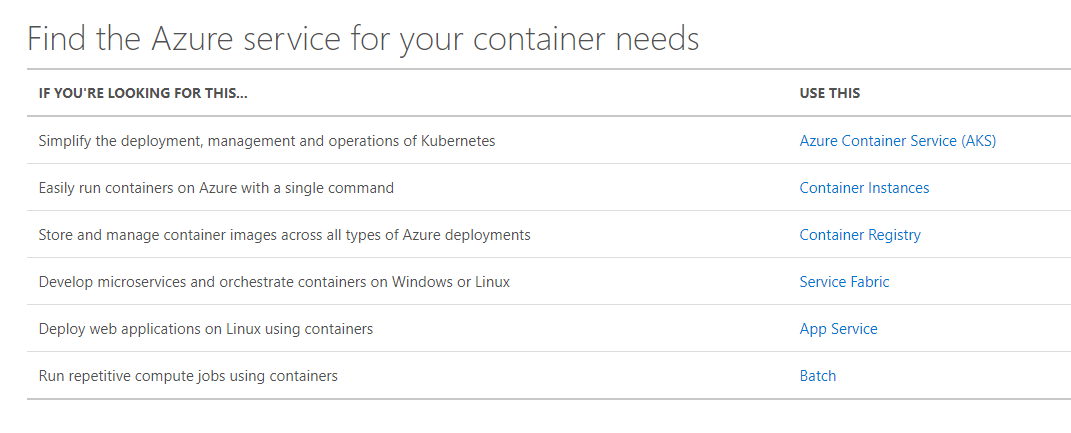 Find the Azure service for your container needs
IF YOU'RE LOOKING FOR THIS... USE THIS
Simplify the deployment, management and operations of Kubernetes Azure Container Service (AKS)
Easily run containers on Azure with a single command Container Instances
Store and manage container images across all types of Azure deployments Container Registry
Develop microservices and orchestrate containers on Windows or Linux Service Fabric
Deploy web applications on Linux using containers App Service
Run repetitive compute jobs using containers Batch